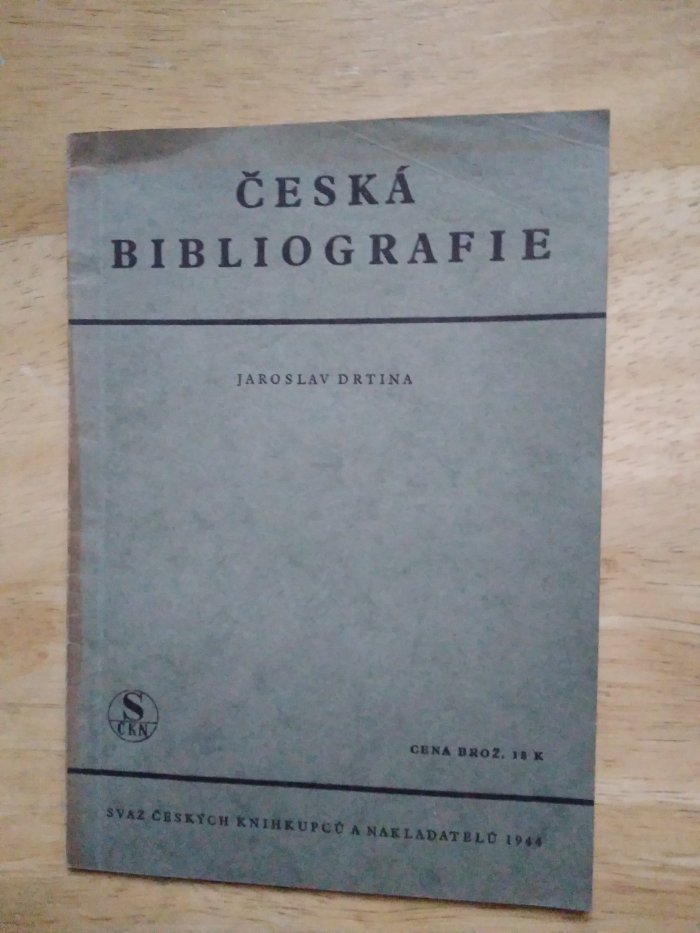 ČESKÁ
BIBLIOGRAFIE
JAROSLAV DRTINA
S
ČKN
CENA BROŽ. 18 K
SVAZ ČESKÝCH KNIHKUPCŮ A NAKLADATELŮ 1944